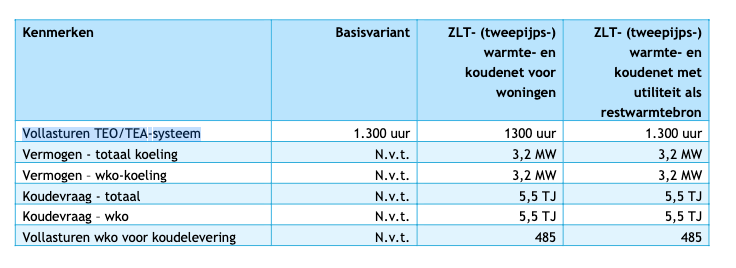 Kenmerken Basisvariant ZLT- (tweepijps-) ZLT- (tweepijps-)
warmte- en warmte- en
koudenet voor koudenet met
woningen utiliteit als
restwarmtebron
Vollasturen TEO/TEA-systeem 1.300 uur 1300 uur 1.300 uur
Vermogen - totaal koeling N.v.t. 3,2 MW 3,2 MW
Vermogen – wko-koeling N.v.t. 3,2 MW 3,2 MW
Koudevraag - totaal N.v.t. 5,5 TJ 5,5 TJ
Koudevraag – wko N.v.t. 5,5 TJ 5,5 TJ
Vollasturen wko voor koudelevering N.v.t. 485 485